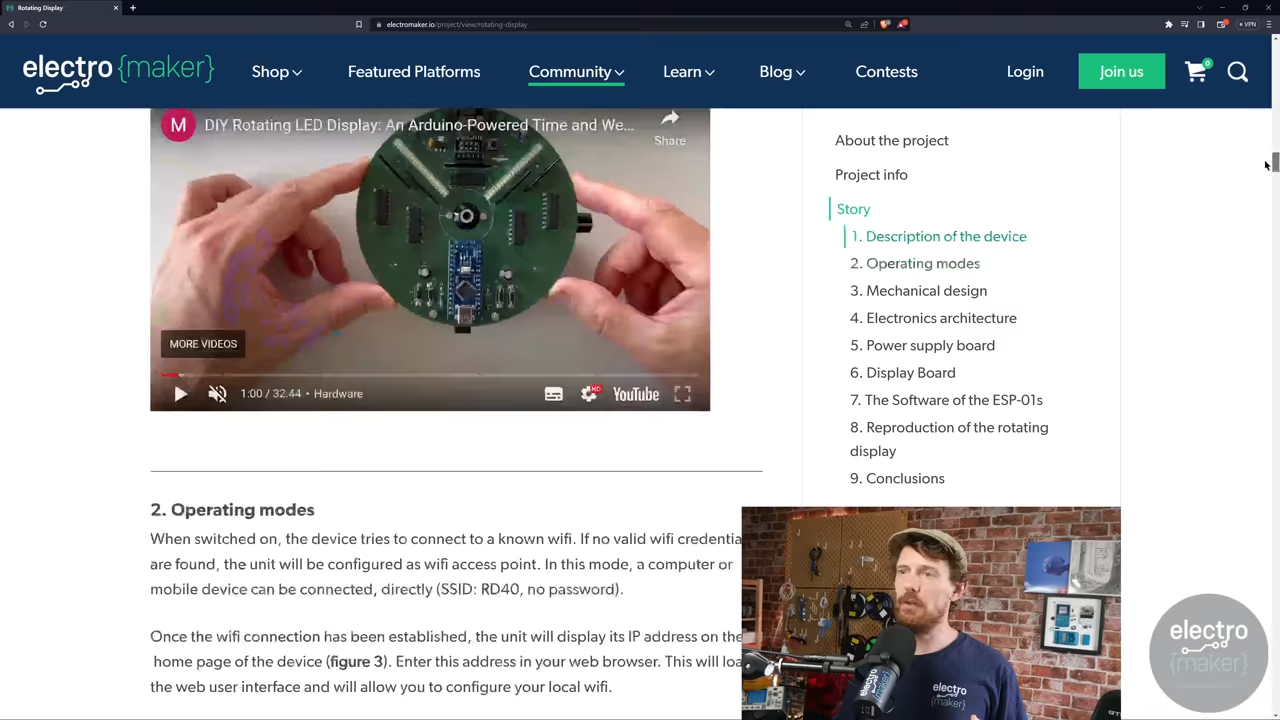 Rotating Display
electromaker.io/project/view/rotating-display
VPN
electro{maker}
Shop
Featured Platforms
Community
Learn
Blog
Contests
Login
Join us
0
M
DIY Rotating LED Display: An Arduino-Powered Time and We...
Share
MORE VIDEOS
1:00 / 32:44 • Hardware
HD
YouTube
About the project
Project info
Story
1. Description of the device
2. Operating modes
3. Mechanical design
4. Electronics architecture
5. Power supply board
6. Display Board
7. The Software of the ESP-01s
8. Reproduction of the rotating
display
9. Conclusions
2. Operating modes
When switched on, the device tries to connect to a known wifi. If no valid wifi credentia
are found, the unit will be configured as wifi access point. In this mode, a computer or
mobile device can be connected, directly (SSID: RD40, no password).
Once the wifi connection has been established, the unit will display its IP address on the
home page of the device (figure 3). Enter this address in your web browser. This will loa
the web user interface and will allow you to configure your local wifi.
electro
{maker}
electro
{maker}
electro
{maker}